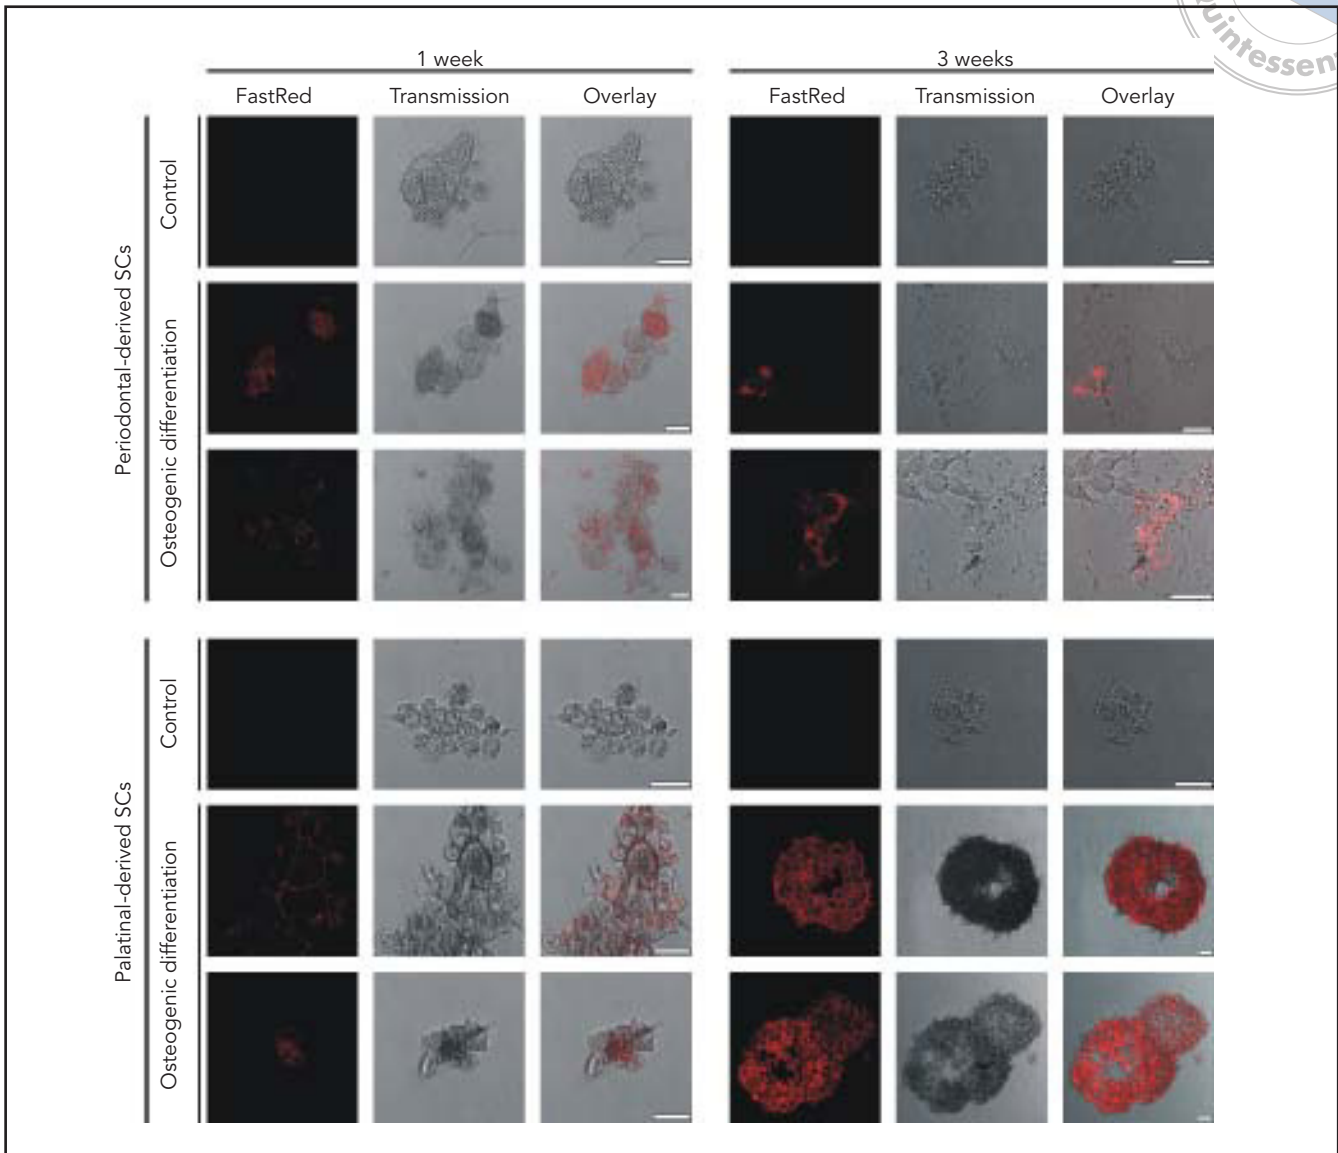 uintessen
1 week
3 weeks
FastRed
Transmission
Overlay
FastRed
Transmission
Overlay
Periodontal-derived SCs
Control
Osteogenic differentiation
Palatinal-derived SCs
Control
Osteogenic differentiation